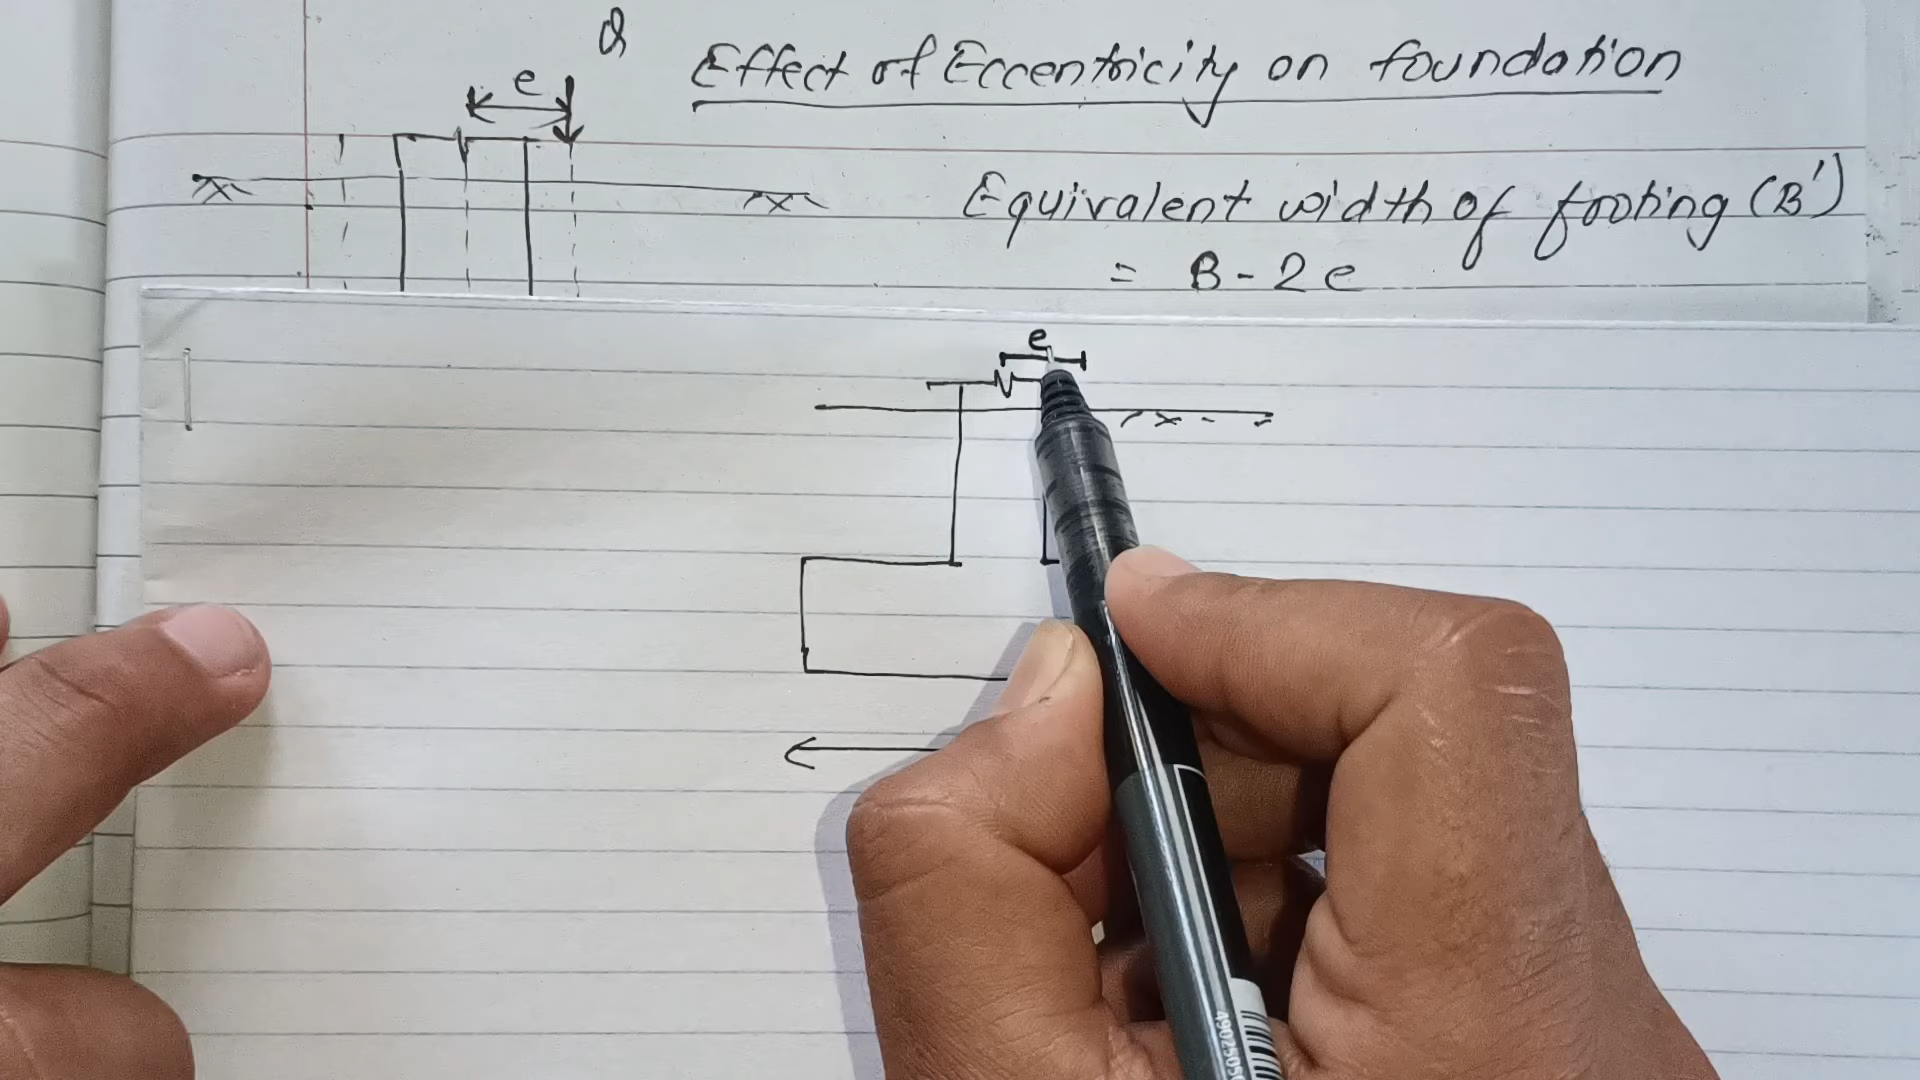 Q
Effect of Eccentricity on foundation
e
Equivalent width of footing (B')
= B - 2e
e